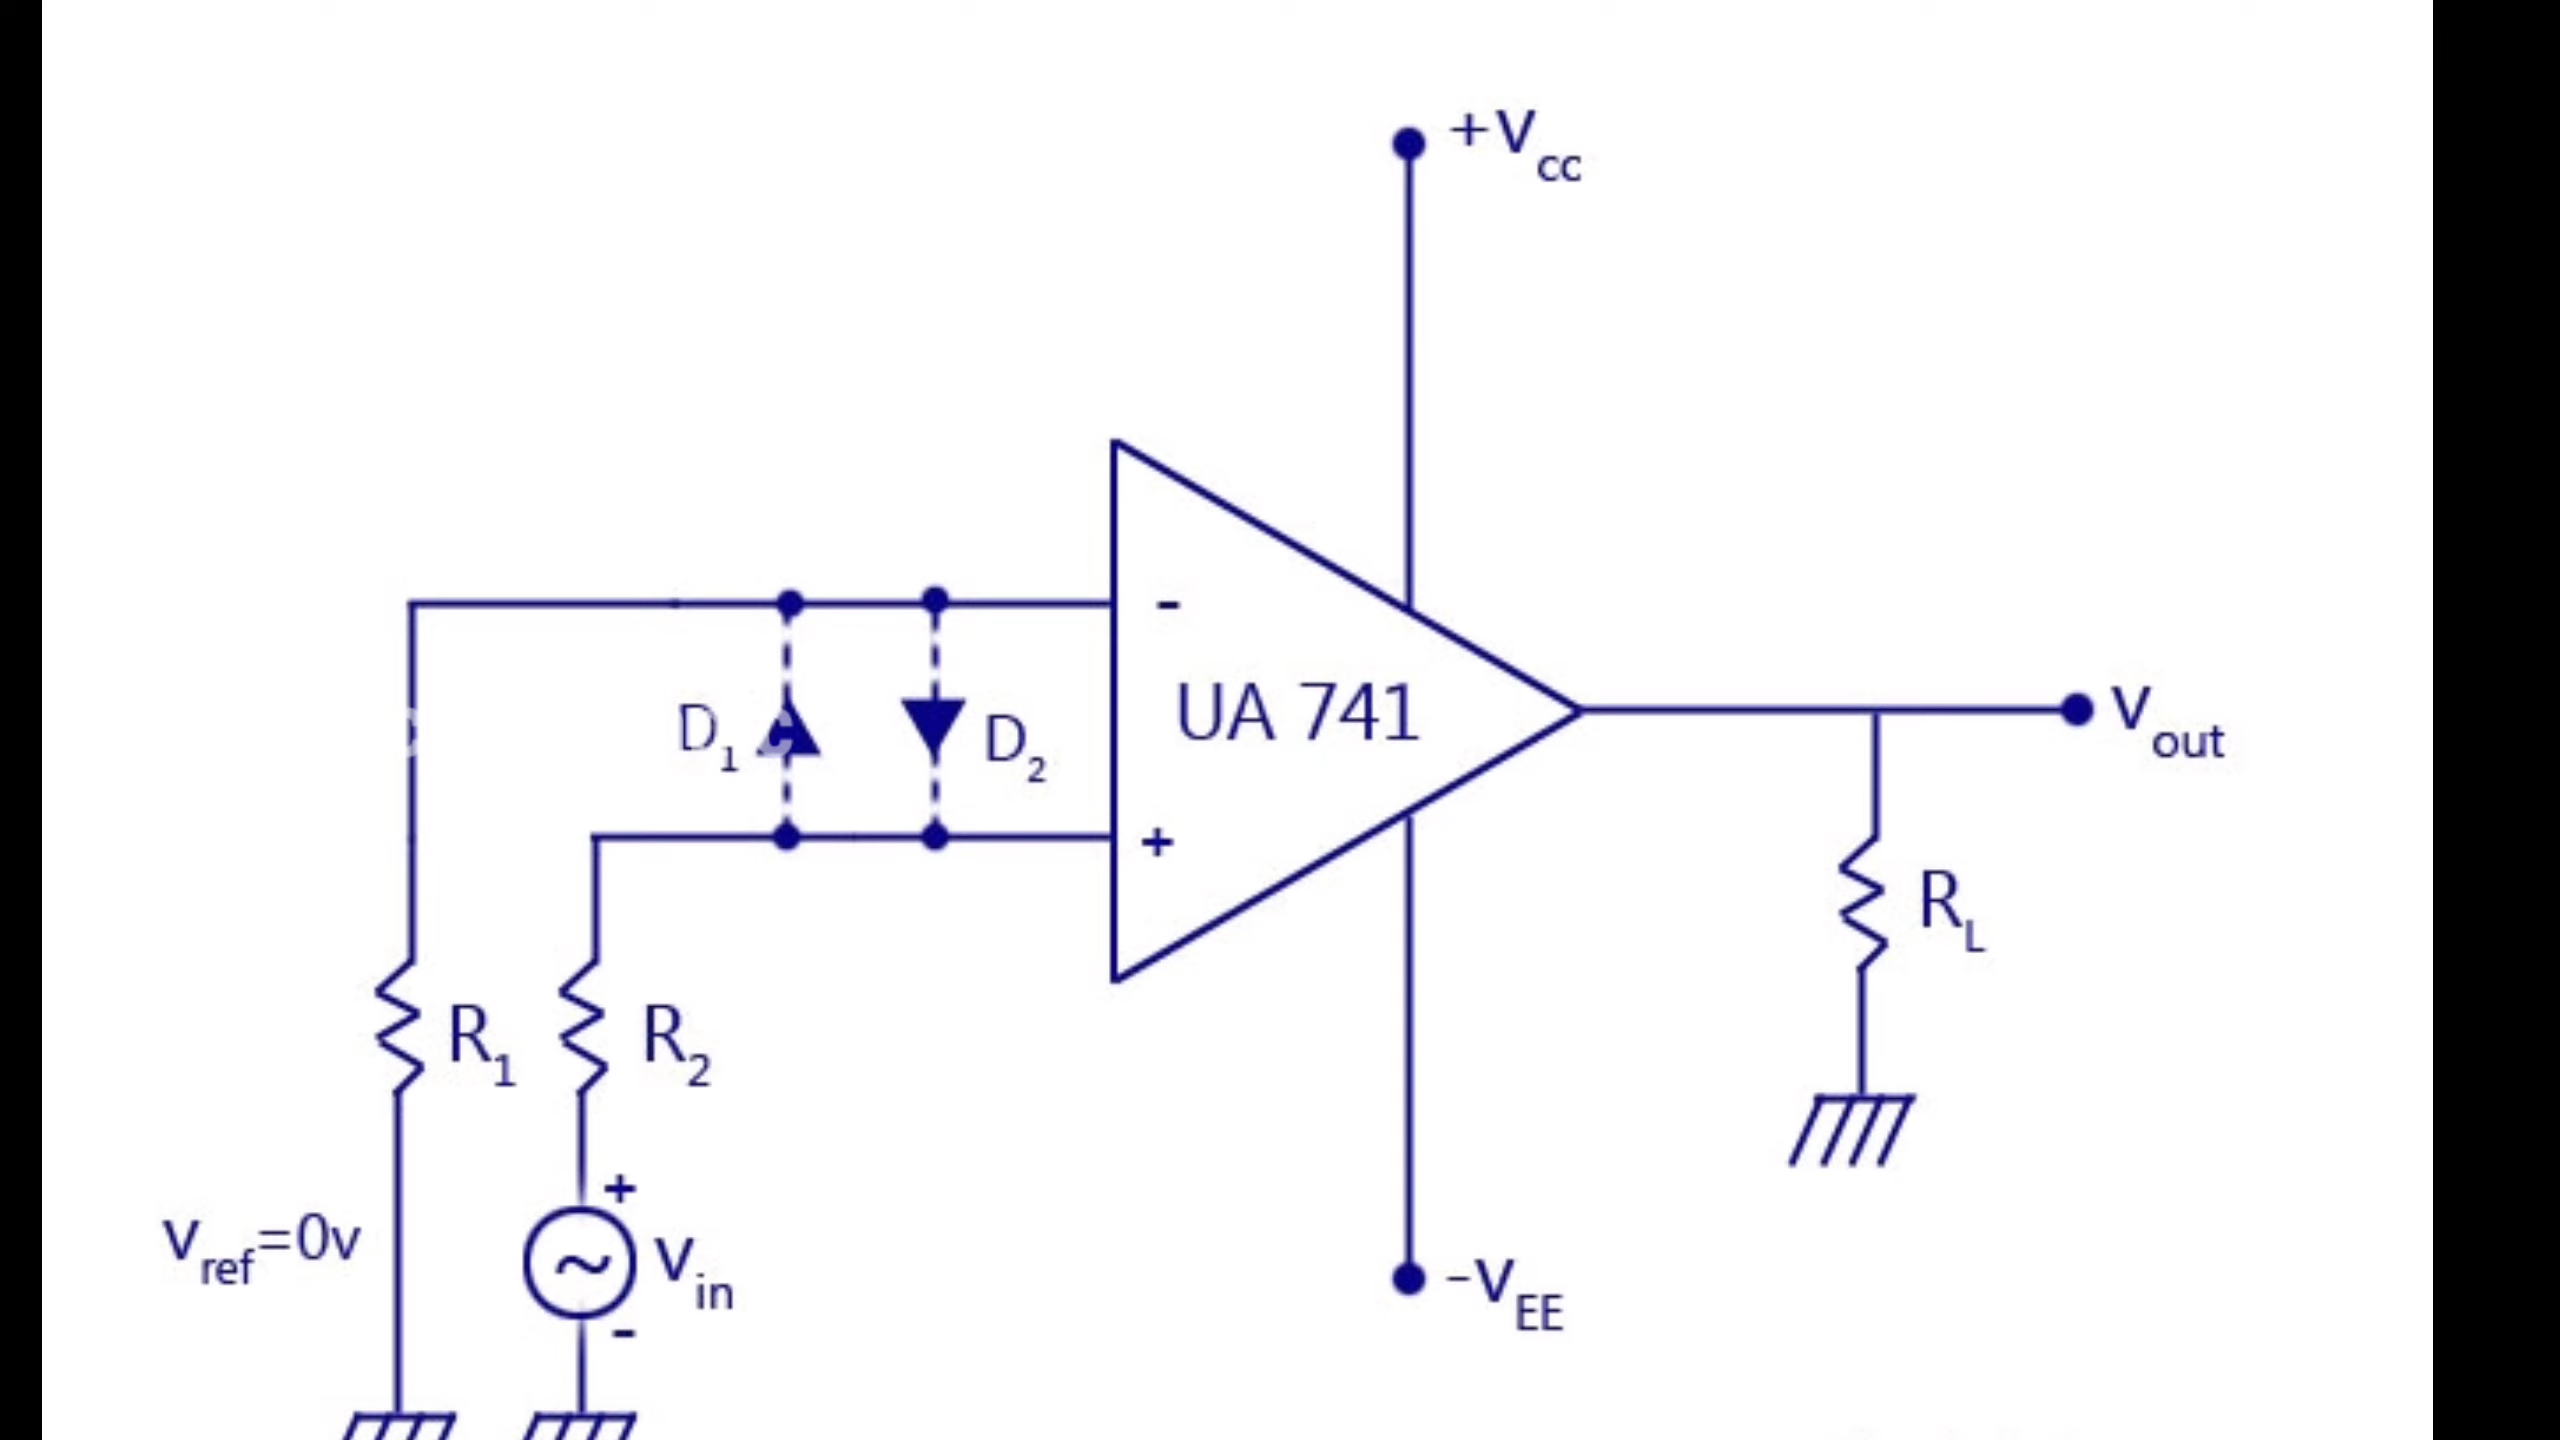 +Vcc
-
D1
D2
UA 741
Vout
+
RL
R1
R2
+
Vref=0v
Vin
-
-VEE